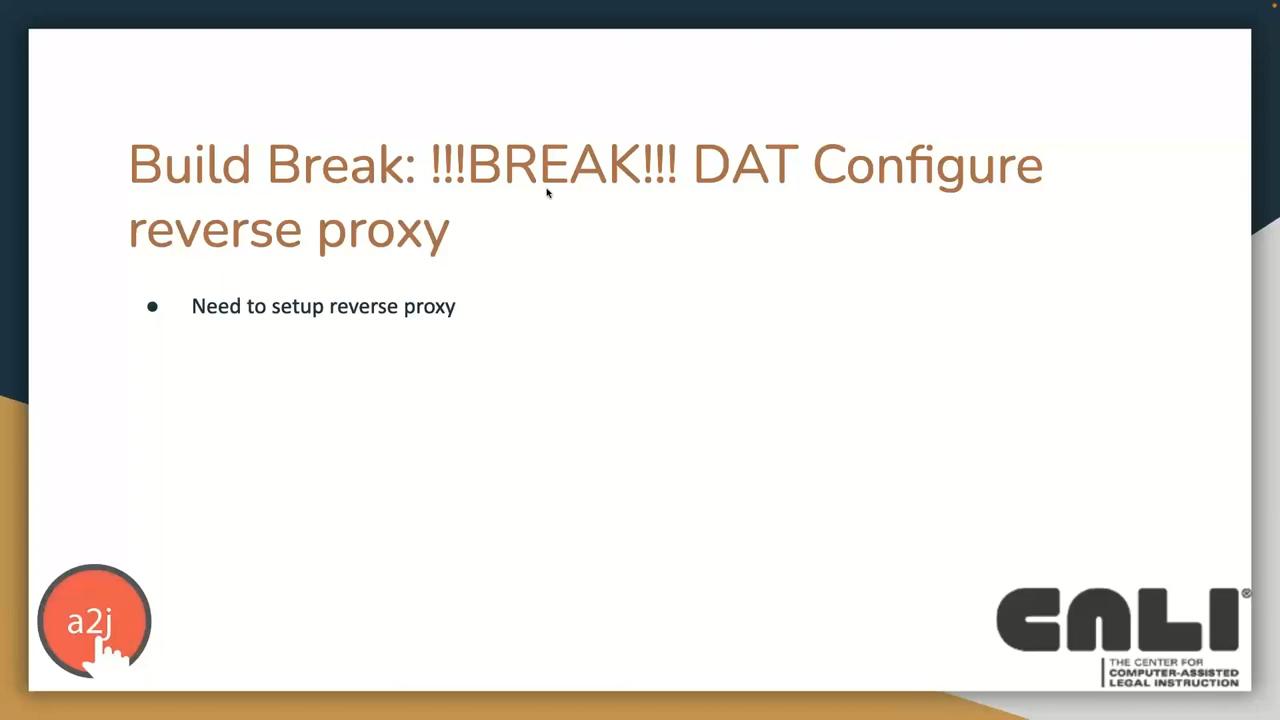 Build Break: !!!BREAK!!! DAT Configure
reverse proxy
● Need to setup reverse proxy
a2j
CALI®
THE CENTER FOR
COMPUTER-ASSISTED
LEGAL INSTRUCTION